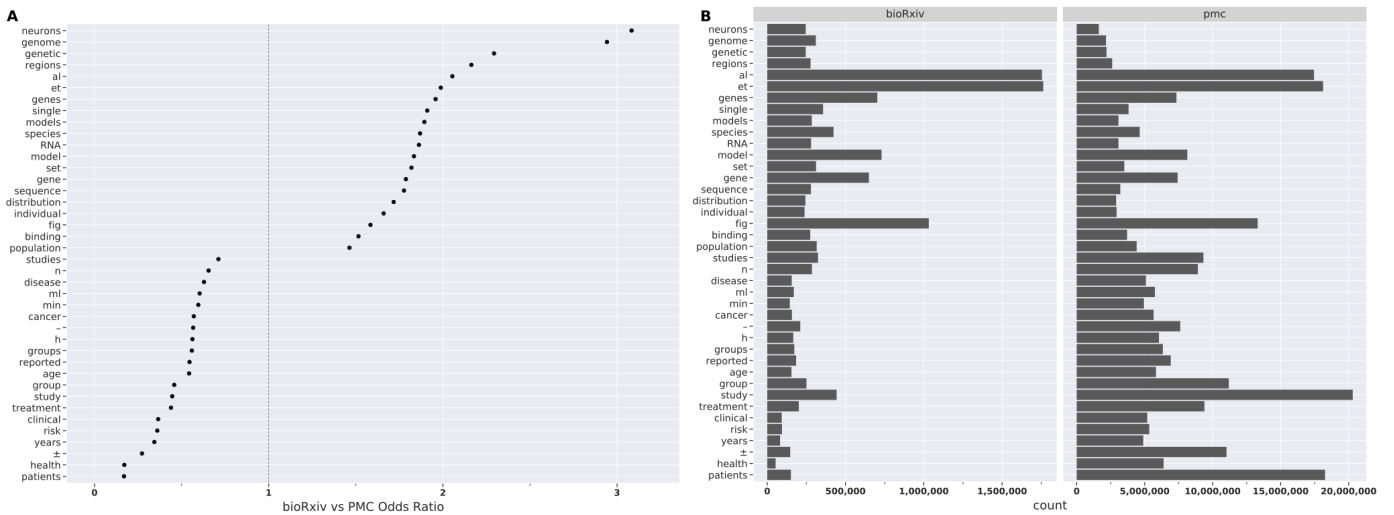 A
neurons
genome
genetic
regions
al
et
genes
single
models
species
RNA
model
set
gene
sequence
distribution
individual
fig
binding
population
studies
n
disease
ml
min
cancer
–
h
groups
reported
age
group
study
treatment
clinical
risk
years
±
health
patients
0 1 2 3
bioRxiv vs PMC Odds Ratio
B
bioRxiv pmc
neurons
genome
genetic
regions
al
et
genes
single
models
species
RNA
model
set
gene
sequence
distribution
individual
fig
binding
population
studies
n
disease
ml
min
cancer
–
h
groups
reported
age
group
study
treatment
clinical
risk
years
±
health
patients
0 500,000 1,000,000 1,500,000 0 5,000,000 10,000,000 15,000,000 20,000,000
count